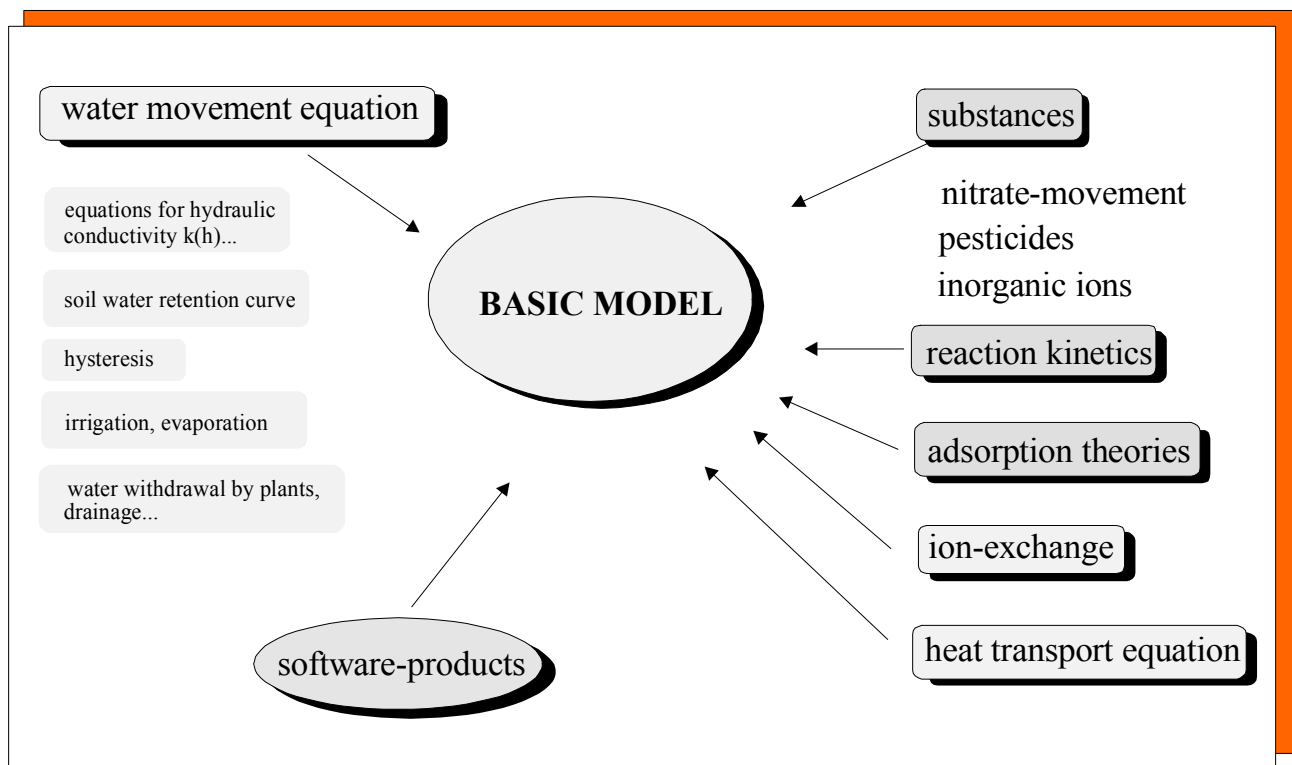 water movement equation
equations for hydraulic
conductivity k(h)...
soil water retention curve
hysteresis
irrigation, evaporation
water withdrawal by plants,
drainage...
BASIC MODEL
software-products
substances
nitrate-movement
pesticides
inorganic ions
reaction kinetics
adsorption theories
ion-exchange
heat transport equation